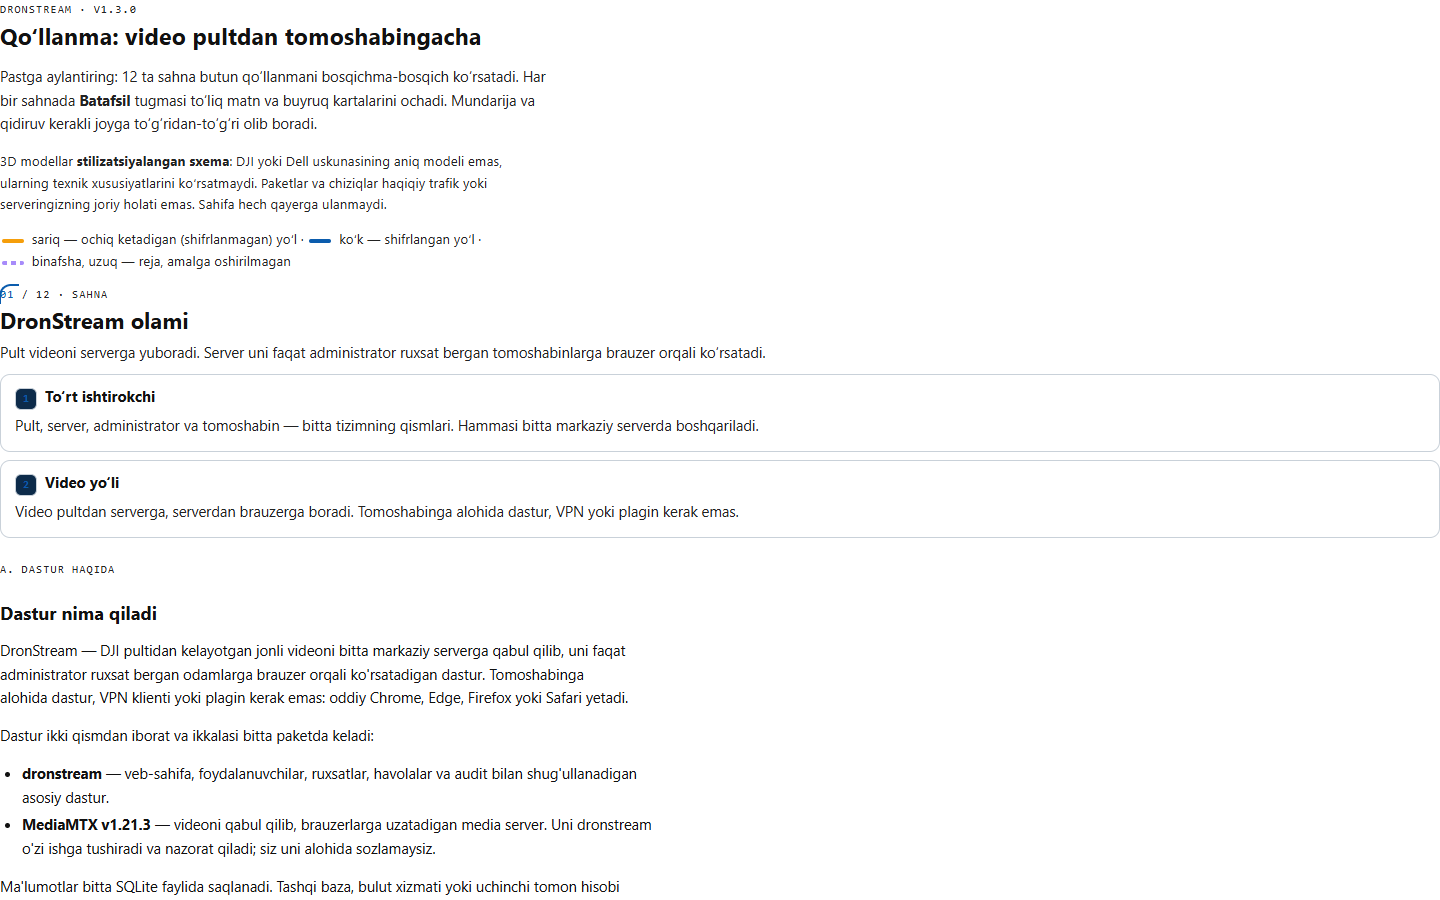 DRONSTREAM · V1.3.0
Qoʻllanma: video pultdan tomoshabingacha
Pastga aylantiring: 12 ta sahna butun qoʻllanmani bosqichma-bosqich koʻrsatadi. Har
bir sahnada Batafsil tugmasi toʻliq matn va buyruq kartalarini ochadi. Mundarija va
qidiruv kerakli joyga toʻgʻridan-toʻgʻri olib boradi.
3D modellar stilizatsiyalangan sxema: DJI yoki Dell uskunasining aniq modeli emas,
ularning texnik xususiyatlarini koʻrsatmaydi. Paketlar va chiziqlar haqiqiy trafik yoki
serveringizning joriy holati emas. Sahifa hech qayerga ulanmaydi.
sariq — ochiq ketadigan (shifrlanmagan) yoʻl · koʻk — shifrlangan yoʻl ·
binafsha, uzuq — reja, amalga oshirilmagan
01 / 12 · SAHNA
DronStream olami
Pult videoni serverga yuboradi. Server uni faqat administrator ruxsat bergan tomoshabinlarga brauzer orqali koʻrsatadi.
1 Toʻrt ishtirokchi
Pult, server, administrator va tomoshabin — bitta tizimning qismlari. Hammasi bitta markaziy serverda boshqariladi.
2 Video yoʻli
Video pultdan serverga, serverdan brauzerga boradi. Tomoshabinga alohida dastur, VPN yoki plagin kerak emas.
A. DASTUR HAQIDA
Dastur nima qiladi
DronStream — DJI pultidan kelayotgan jonli videoni bitta markaziy serverga qabul qilib, uni faqat
administrator ruxsat bergan odamlarga brauzer orqali ko'rsatadigan dastur. Tomoshabinga
alohida dastur, VPN klienti yoki plagin kerak emas: oddiy Chrome, Edge, Firefox yoki Safari yetadi.
Dastur ikki qismdan iborat va ikkalasi bitta paketda keladi:
• dronstream — veb-sahifa, foydalanuvchilar, ruxsatlar, havolalar va audit bilan shug'ullanadigan
asosiy dastur.
• MediaMTX v1.21.3 — videoni qabul qilib, brauzerlarga uzatadigan media server. Uni dronstream
o'zi ishga tushiradi va nazorat qiladi; siz uni alohida sozlamaysiz.
Ma'lumotlar bitta SQLite faylida saqlanadi. Tashqi baza, bulut xizmati yoki uchinchi tomon hisobi